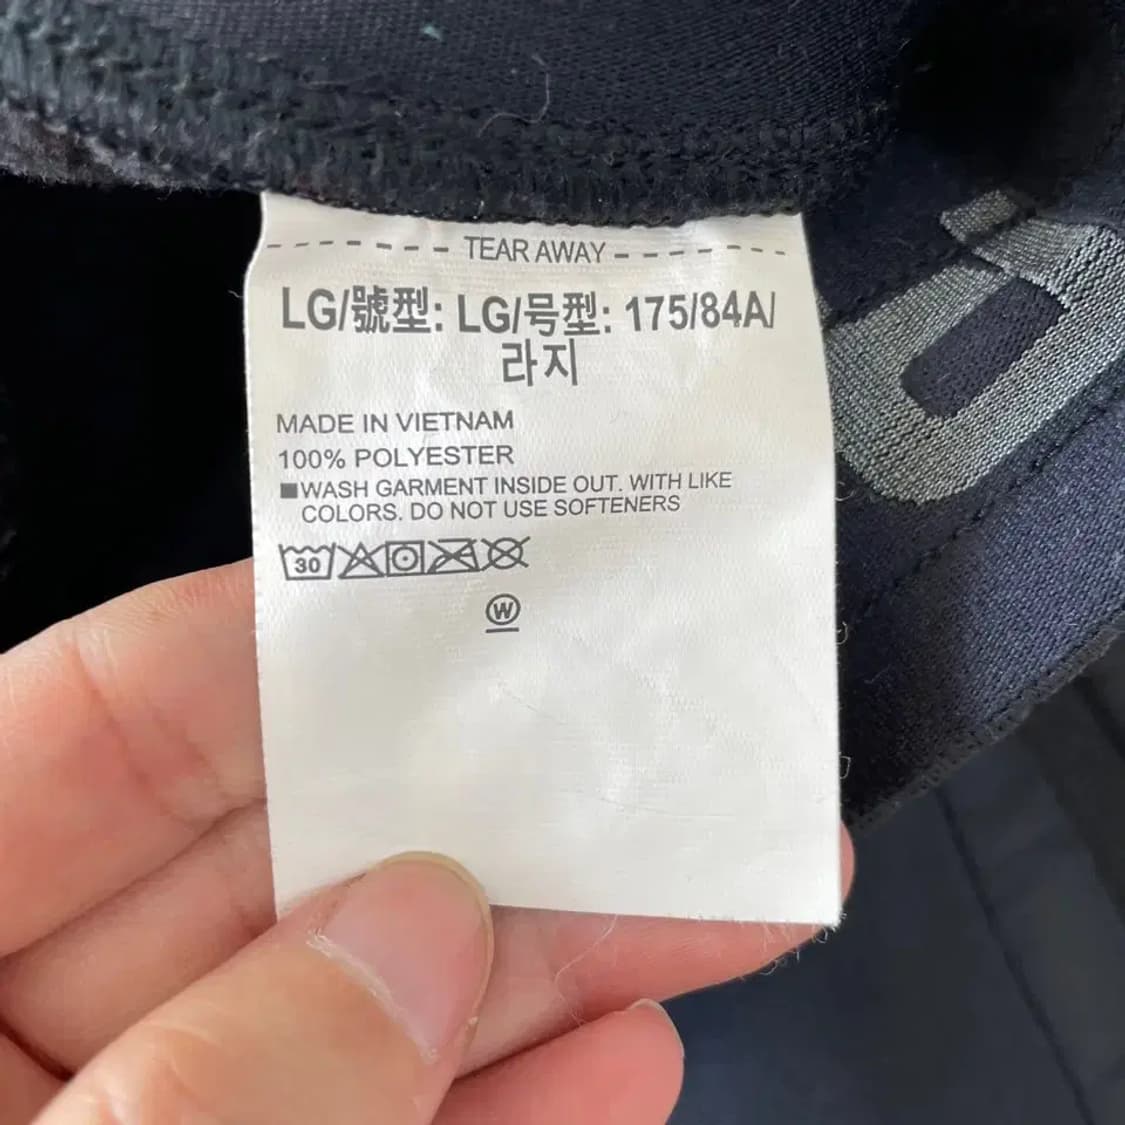 TEAR AWAY
LG/號型: LG/号型: 175/84A/
라지
MADE IN VIETNAM
100% POLYESTER
■WASH GARMENT INSIDE OUT. WITH LIKE
COLORS. DO NOT USE SOFTENERS
30
W